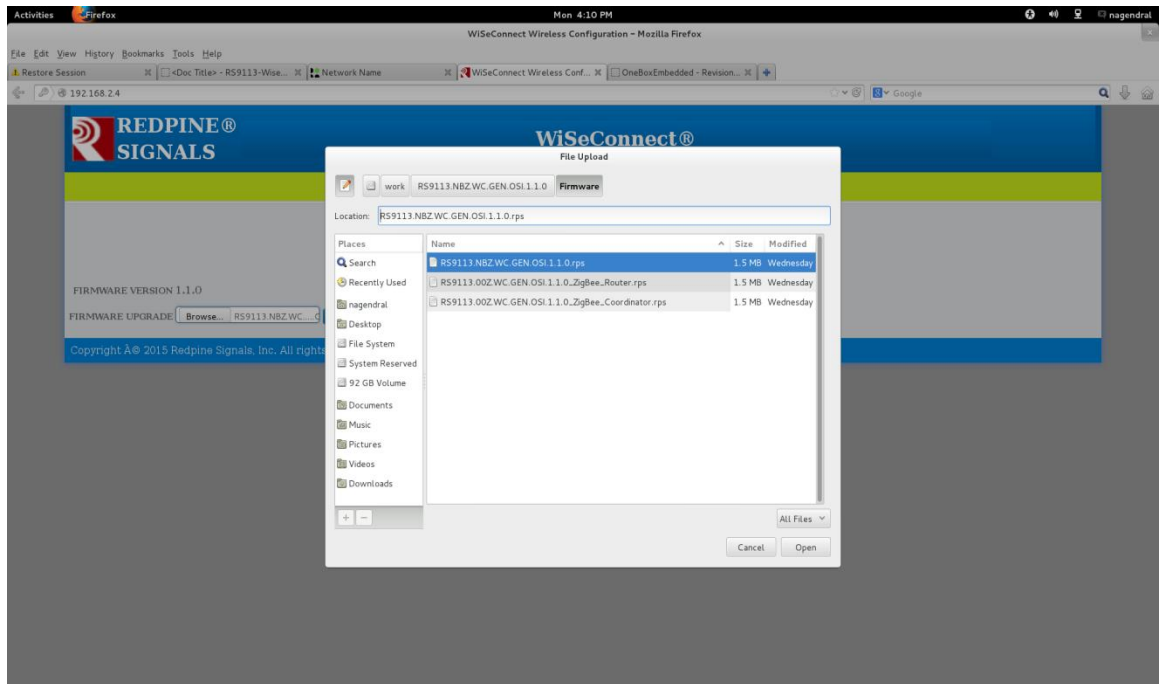 Activities Firefox Mon 4:10 PM nagendral
WiSeConnect Wireless Configuration - Mozilla Firefox
File Edit View History Bookmarks Tools Help
Restore Session <Doc Title> - RS9113-Wise... Network Name WiSeConnect Wireless Conf... OneBoxEmbedded - Revision...
192.168.2.4 Google
REDPINE®
SIGNALS
WiSeConnect®
File Upload
work RS9113.NBZ.WC.GEN.OSI.1.1.0 Firmware
Location: RS9113.NBZ.WC.GEN.OSI.1.1.0.rps
Places Name Size Modified
Search RS9113.NBZ.WC.GEN.OSI.1.1.0.rps 1.5 MB Wednesday
Recently Used RS9113.00Z.WC.GEN.OSI.1.1.0_ZigBee_Router.rps 1.5 MB Wednesday
nagendral RS9113.00Z.WC.GEN.OSI.1.1.0_ZigBee_Coordinator.rps 1.5 MB Wednesday
Desktop
File System
System Reserved
92 GB Volume
Documents
Music
Pictures
Videos
Downloads
+ -
All Files
Cancel Open
FIRMWARE VERSION 1.1.0
FIRMWARE UPGRADE Browse... RS9113.NBZ.WC.....0
Copyright Â© 2015 Redpine Signals, Inc. All rights